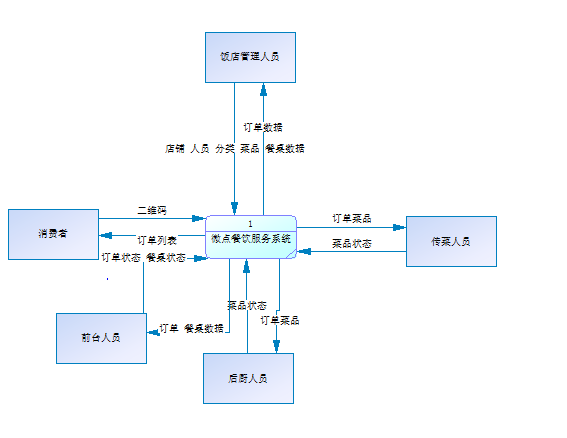 饭店管理人员
订单数据
店铺 人员 分类 菜品 餐桌数据
二维码
1
微点餐饮服务系统
订单菜品
消费者
传菜人员
订单列表
菜品状态
订单状态 餐桌状态
菜品状态
订单菜品
订单 餐桌数据
前台人员
后厨人员